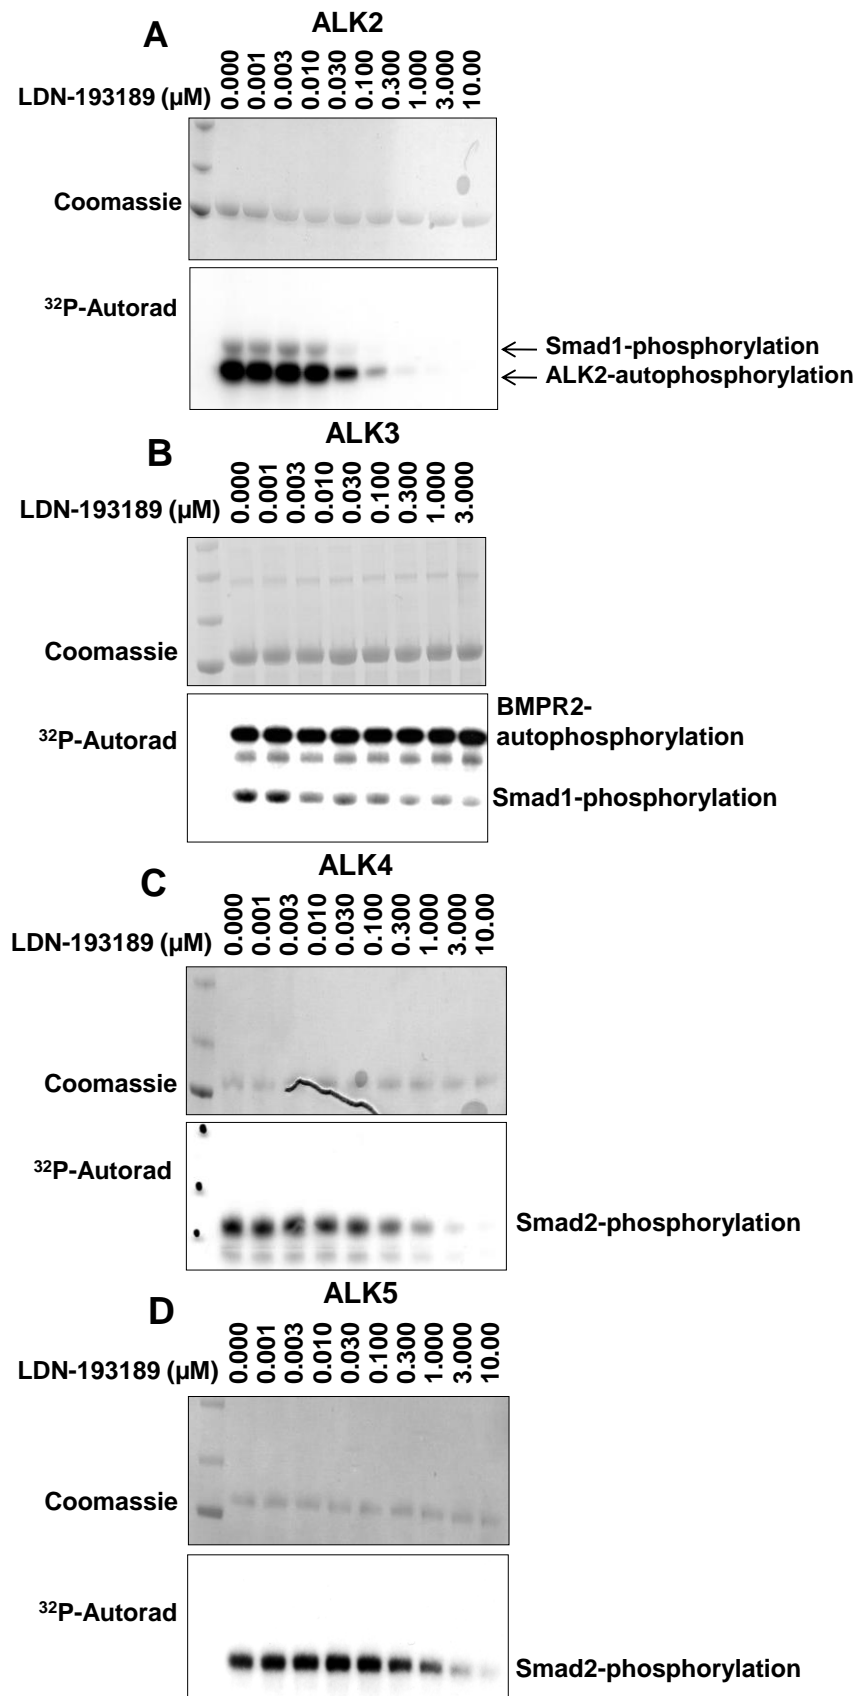 A
ALK2
LDN-193189 (µM)
0.000
0.001
0.003
0.010
0.030
0.100
0.300
1.000
3.000
10.00
Coomassie
³²P-Autorad
Smad1-phosphorylation
ALK2-autophosphorylation
B
ALK3
LDN-193189 (µM)
0.000
0.001
0.003
0.010
0.030
0.100
0.300
1.000
3.000
Coomassie
³²P-Autorad
BMPR2-
autophosphorylation
Smad1-phosphorylation
C
ALK4
LDN-193189 (µM)
0.000
0.001
0.003
0.010
0.030
0.100
0.300
1.000
3.000
10.00
Coomassie
³²P-Autorad
Smad2-phosphorylation
D
ALK5
LDN-193189 (µM)
0.000
0.001
0.003
0.010
0.030
0.100
0.300
1.000
3.000
10.00
Coomassie
³²P-Autorad
Smad2-phosphorylation